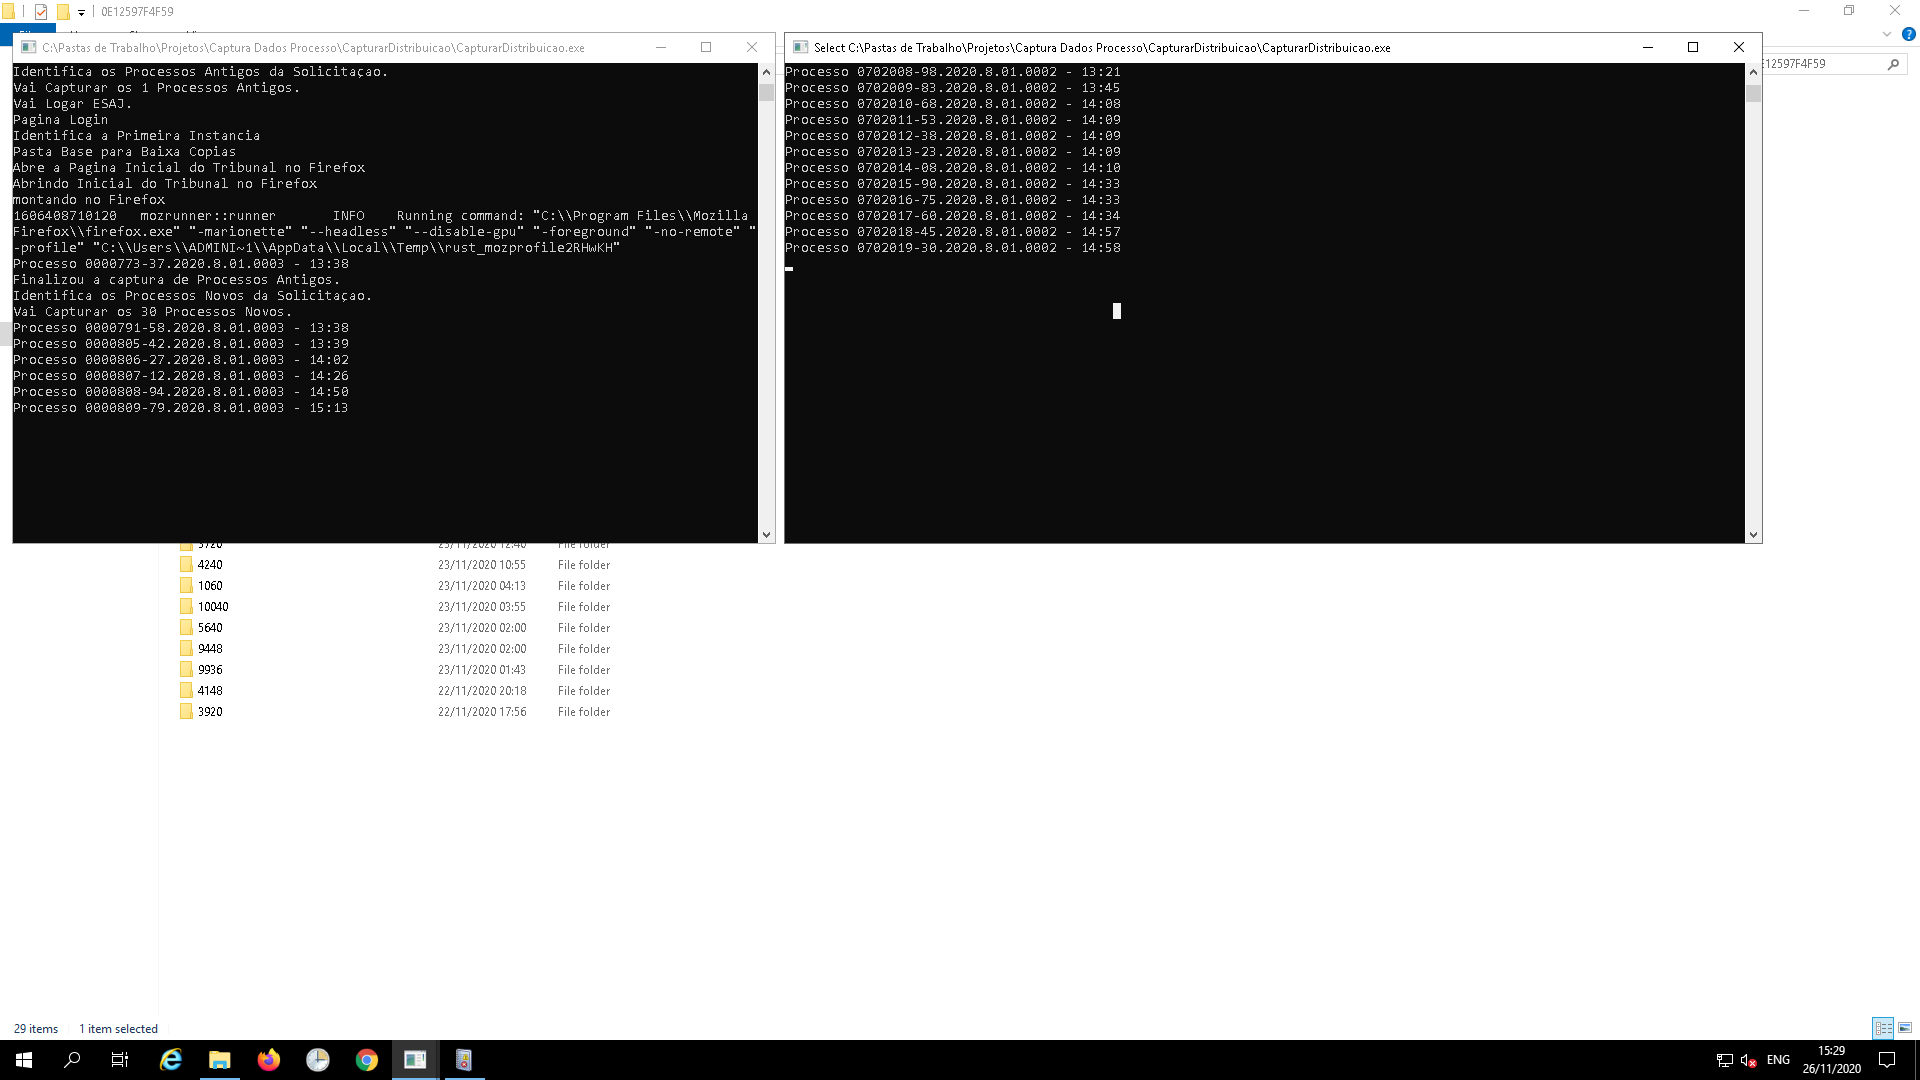 0E12597F4F59
C:\Pastas de Trabalho\Projetos\Captura Dados Processo\CapturarDistribuicao\CapturarDistribuicao.exe
Identifica os Processos Antigos da Solicitaçao.
Vai Capturar os 1 Processos Antigos.
Vai Logar ESAJ.
Pagina Login
Identifica a Primeira Instancia
Pasta Base para Baixa Copias
Abre a Pagina Inicial do Tribunal no Firefox
Abrindo Inicial do Tribunal no Firefox
montando no Firefox
1606408710120   mozrunner::runner       INFO    Running command: "C:\\Program Files\\Mozilla
Firefox\\firefox.exe" "-marionette" "--headless" "--disable-gpu" "-foreground" "-no-remote" "
-profile" "C:\\Users\\ADMINI~1\\AppData\\Local\\Temp\\rust_mozprofile2RHwKH"
Processo 0000773-37.2020.8.01.0003 - 13:38
Finalizou a captura de Processos Antigos.
Identifica os Processos Novos da Solicitaçao.
Vai Capturar os 30 Processos Novos.
Processo 0000791-58.2020.8.01.0003 - 13:38
Processo 0000805-42.2020.8.01.0003 - 13:39
Processo 0000806-27.2020.8.01.0003 - 14:02
Processo 0000807-12.2020.8.01.0003 - 14:26
Processo 0000808-94.2020.8.01.0003 - 14:50
Processo 0000809-79.2020.8.01.0003 - 15:13
Select C:\Pastas de Trabalho\Projetos\Captura Dados Processo\CapturarDistribuicao\CapturarDistribuicao.exe
Processo 0702008-98.2020.8.01.0002 - 13:21
Processo 0702009-83.2020.8.01.0002 - 13:45
Processo 0702010-68.2020.8.01.0002 - 14:08
Processo 0702011-53.2020.8.01.0002 - 14:09
Processo 0702012-38.2020.8.01.0002 - 14:09
Processo 0702013-23.2020.8.01.0002 - 14:09
Processo 0702014-08.2020.8.01.0002 - 14:10
Processo 0702015-90.2020.8.01.0002 - 14:33
Processo 0702016-75.2020.8.01.0002 - 14:33
Processo 0702017-60.2020.8.01.0002 - 14:34
Processo 0702018-45.2020.8.01.0002 - 14:57
Processo 0702019-30.2020.8.01.0002 - 14:58
E12597F4F59
3720 23/11/2020 12:40 File folder
4240 23/11/2020 10:55 File folder
1060 23/11/2020 04:13 File folder
10040 23/11/2020 03:55 File folder
5640 23/11/2020 02:00 File folder
9448 23/11/2020 02:00 File folder
9936 23/11/2020 01:43 File folder
4148 22/11/2020 20:18 File folder
3920 22/11/2020 17:56 File folder
29 items 1 item selected
ENG
15:29
26/11/2020